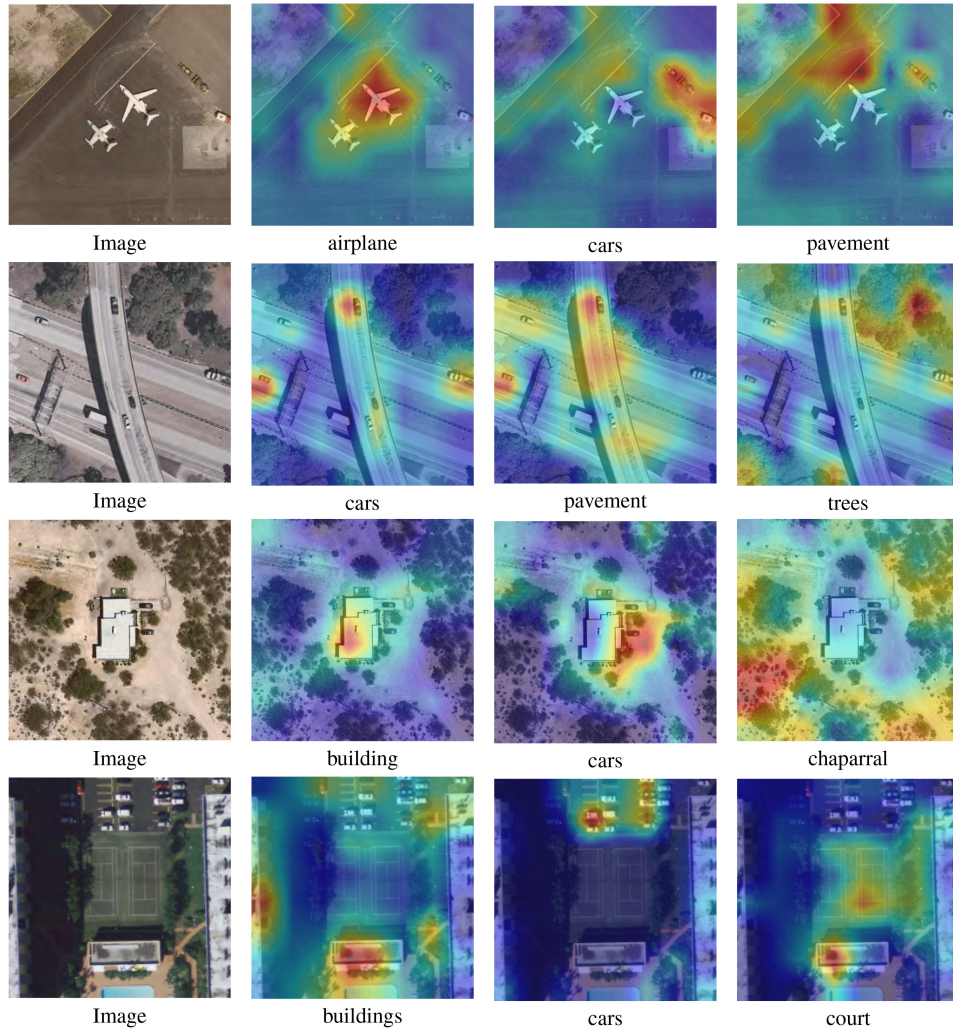 Image airplane cars pavement
Image cars pavement trees
Image building cars chaparral
Image buildings cars court